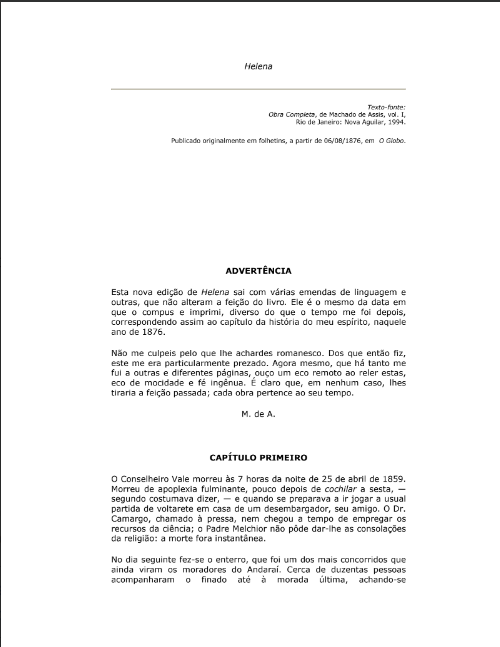 Helena
Texto-fonte:
Obra Completa, de Machado de Assis, vol. I,
Rio de Janeiro: Nova Aguilar, 1994.
Publicado originalmente em folhetins, a partir de 06/08/1876, em O Globo.
ADVERTÊNCIA
Esta nova edição de Helena sai com várias emendas de linguagem e
outras, que não alteram a feição do livro. Ele é o mesmo da data em
que o compus e imprimi, diverso do que o tempo me foi depois,
correspondendo assim ao capítulo da história do meu espírito, naquele
ano de 1876.
Não me culpeis pelo que lhe achardes romanesco. Dos que então fiz,
este me era particularmente prezado. Agora mesmo, que há tanto me
fui a outras e diferentes páginas, ouço um eco remoto ao reler estas,
eco de mocidade e fé ingênua. É claro que, em nenhum caso, lhes
tiraria a feição passada; cada obra pertence ao seu tempo.
M. de A.
CAPÍTULO PRIMEIRO
O Conselheiro Vale morreu às 7 horas da noite de 25 de abril de 1859.
Morreu de apoplexia fulminante, pouco depois de cochilar a sesta, —
segundo costumava dizer, — e quando se preparava a ir jogar a usual
partida de voltarete em casa de um desembargador, seu amigo. O Dr.
Camargo, chamado à pressa, nem chegou a tempo de empregar os
recursos da ciência; o Padre Melchior não pôde dar-lhe as consolações
da religião: a morte fora instantânea.
No dia seguinte fez-se o enterro, que foi um dos mais concorridos que
ainda viram os moradores do Andaraí. Cerca de duzentas pessoas
acompanharam o finado até à morada última, achando-se